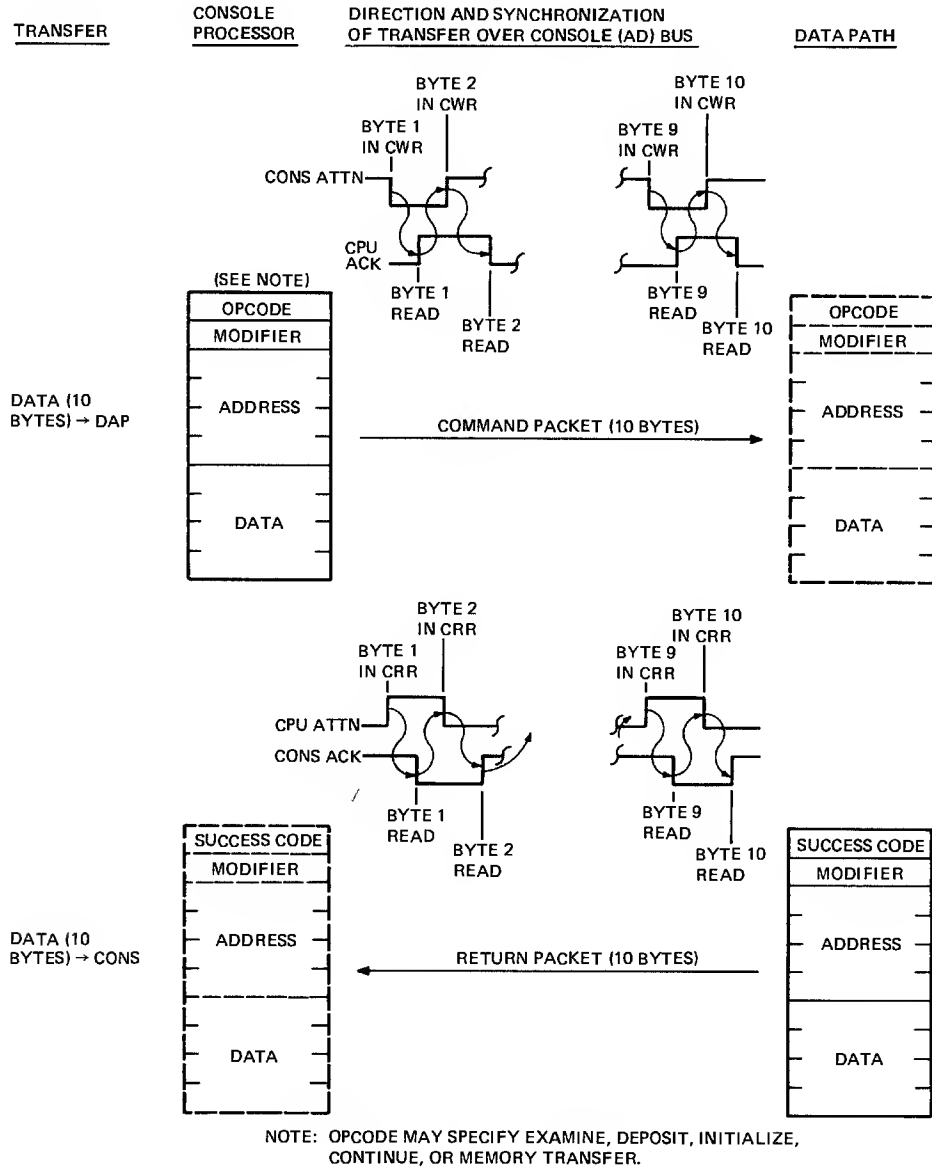 TRANSFER
CONSOLE
PROCESSOR
DIRECTION AND SYNCHRONIZATION
OF TRANSFER OVER CONSOLE (AD) BUS
DATA PATH
BYTE 2
IN CWR
BYTE 1
IN CWR
BYTE 10
IN CWR
BYTE 9
IN CWR
CONS ATTN
CPU
ACK
BYTE 1
READ
BYTE 2
READ
BYTE 9
READ
BYTE 10
READ
(SEE NOTE)
OPCODE
MODIFIER
ADDRESS
DATA
DATA (10
BYTES) → DAP
COMMAND PACKET (10 BYTES)
OPCODE
MODIFIER
ADDRESS
DATA
BYTE 2
IN CRR
BYTE 1
IN CRR
BYTE 10
IN CRR
BYTE 9
IN CRR
CPU ATTN
CONS ACK
BYTE 1
READ
BYTE 2
READ
BYTE 9
READ
BYTE 10
READ
SUCCESS CODE
MODIFIER
ADDRESS
DATA
DATA (10
BYTES) → CONS
RETURN PACKET (10 BYTES)
SUCCESS CODE
MODIFIER
ADDRESS
DATA
NOTE: OPCODE MAY SPECIFY EXAMINE, DEPOSIT, INITIALIZE,
CONTINUE, OR MEMORY TRANSFER.